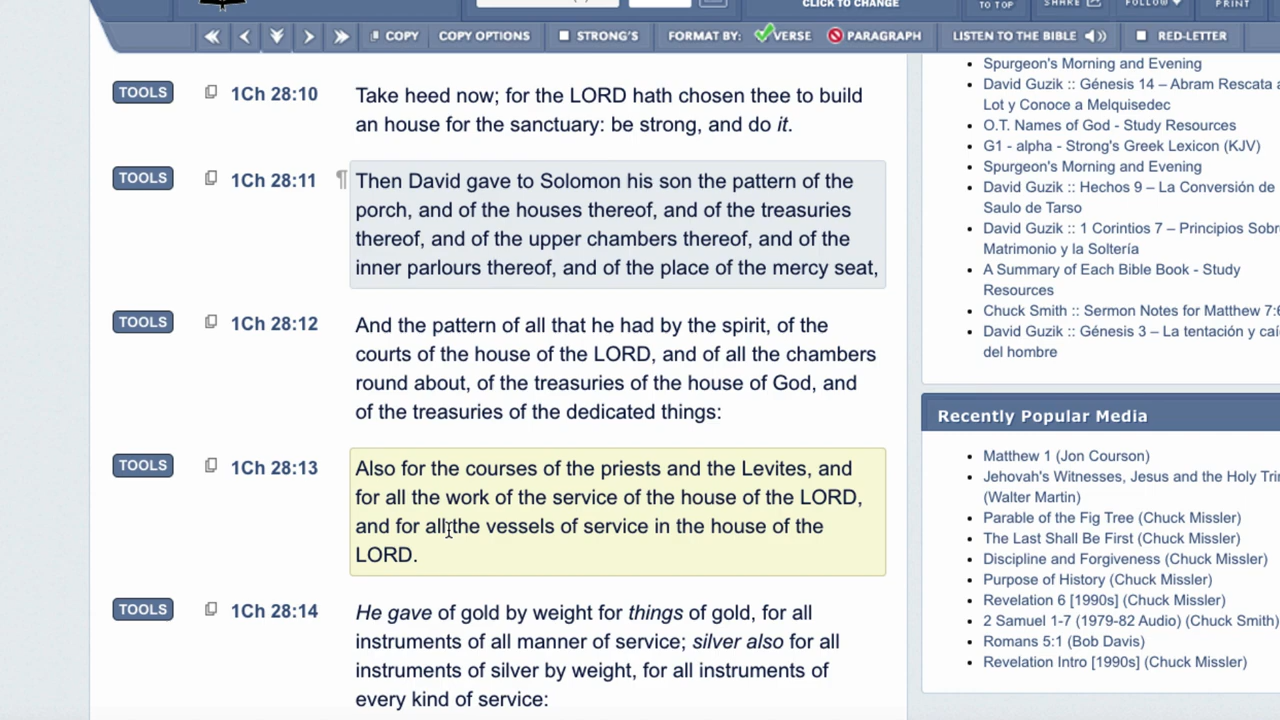 CLICK TO CHANGE
TO TOP
SHARE
FOLLOW
PRINT
COPY
COPY OPTIONS
STRONG'S
FORMAT BY:
VERSE
PARAGRAPH
LISTEN TO THE BIBLE
RED-LETTER
TOOLS
1Ch 28:10
Take heed now; for the LORD hath chosen thee to build
an house for the sanctuary: be strong, and do it.
TOOLS
1Ch 28:11
¶ Then David gave to Solomon his son the pattern of the
porch, and of the houses thereof, and of the treasuries
thereof, and of the upper chambers thereof, and of the
inner parlours thereof, and of the place of the mercy seat,
TOOLS
1Ch 28:12
And the pattern of all that he had by the spirit, of the
courts of the house of the LORD, and of all the chambers
round about, of the treasuries of the house of God, and
of the treasuries of the dedicated things:
TOOLS
1Ch 28:13
Also for the courses of the priests and the Levites, and
for all the work of the service of the house of the LORD,
and for all the vessels of service in the house of the
LORD.
TOOLS
1Ch 28:14
He gave of gold by weight for things of gold, for all
instruments of all manner of service; silver also for all
instruments of silver by weight, for all instruments of
every kind of service:
Spurgeon's Morning and Evening
David Guzik :: Génesis 14 – Abram Rescata a
Lot y Conoce a Melquisedec
O.T. Names of God - Study Resources
G1 - alpha - Strong's Greek Lexicon (KJV)
Spurgeon's Morning and Evening
David Guzik :: Hechos 9 – La Conversión de
Saulo de Tarso
David Guzik :: 1 Corintios 7 – Principios Sobr
Matrimonio y la Soltería
A Summary of Each Bible Book - Study
Resources
Chuck Smith :: Sermon Notes for Matthew 7:6
David Guzik :: Génesis 3 – La tentación y caí
del hombre
Recently Popular Media
Matthew 1 (Jon Courson)
Jehovah's Witnesses, Jesus and the Holy Trin
(Walter Martin)
Parable of the Fig Tree (Chuck Missler)
The Last Shall Be First (Chuck Missler)
Discipline and Forgiveness (Chuck Missler)
Purpose of History (Chuck Missler)
Revelation 6 [1990s] (Chuck Missler)
2 Samuel 1-7 (1979-82 Audio) (Chuck Smith)
Romans 5:1 (Bob Davis)
Revelation Intro [1990s] (Chuck Missler)